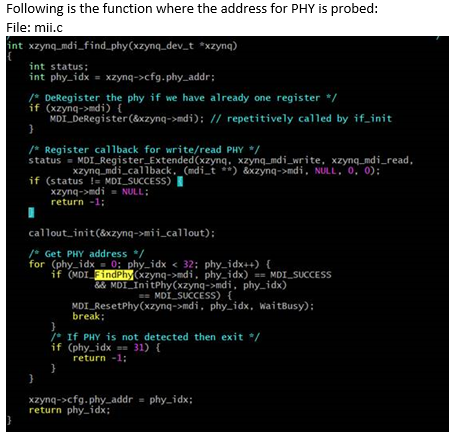 Following is the function where the address for PHY is probed:
File: mii.c
int xzynq_mdi_find_phy(xzynq_dev_t *xzynq)
{
int status;
int phy_idx = xzynq->cfg.phy_addr;
/* DeRegister the phy if we have already one register */
if (xzynq->mdi) {
MDI_DeRegister(&xzynq->mdi); // repetitively called by if_init
}
/* Register callback for write/read PHY */
status = MDI_Register_Extended(xzynq, xzynq_mdi_write, xzynq_mdi_read,
xzynq_mdi_callback, (mdi_t **) &xzynq->mdi, NULL, 0, 0);
if (status != MDI_SUCCESS) {
xzynq->mdi = NULL;
return -1;
}
callout_init(&xzynq->mii_callout);
/* Get PHY address */
for (phy_idx = 0; phy_idx < 32; phy_idx++) {
if (MDI_FindPhy(xzynq->mdi, phy_idx) == MDI_SUCCESS
&& MDI_InitPhy(xzynq->mdi, phy_idx)
== MDI_SUCCESS) {
MDI_ResetPhy(xzynq->mdi, phy_idx, WaitBusy);
break;
}
/* If PHY is not detected then exit */
if (phy_idx == 31) {
return -1;
}
}
xzynq->cfg.phy_addr = phy_idx;
return phy_idx;
}